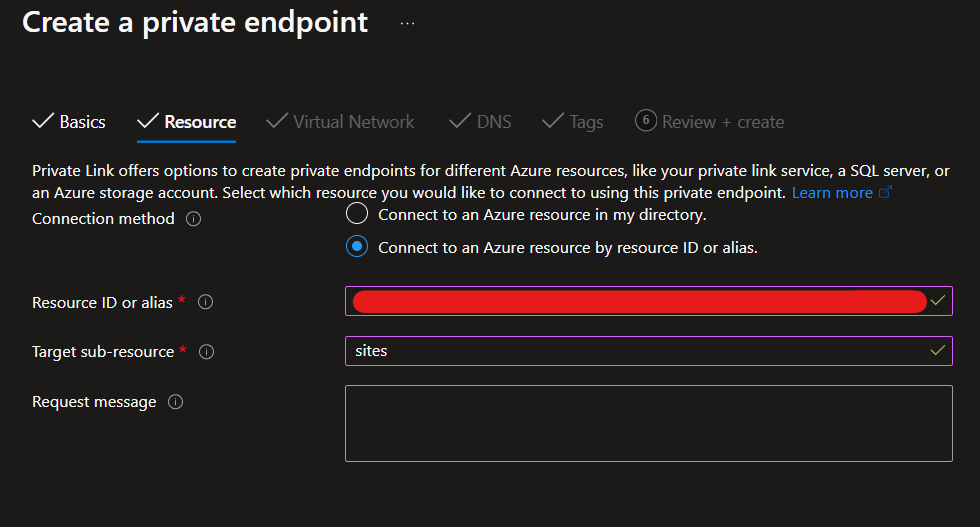 Create a private endpoint ...
Basics Resource Virtual Network DNS Tags 6 Review + create
Private Link offers options to create private endpoints for different Azure resources, like your private link service, a SQL server, or
an Azure storage account. Select which resource you would like to connect to using this private endpoint. Learn more
Connection method
Connect to an Azure resource in my directory.
Connect to an Azure resource by resource ID or alias.
Resource ID or alias *
Target sub-resource * sites
Request message